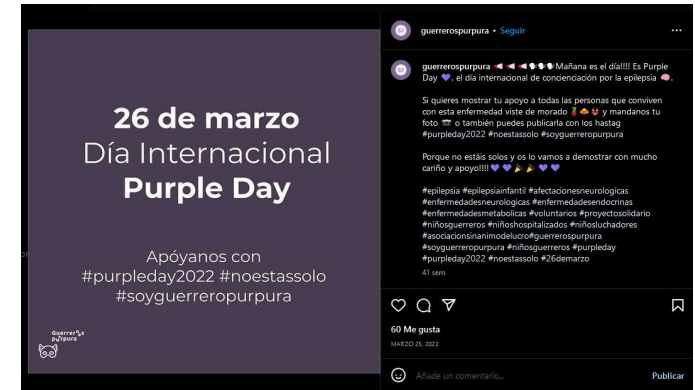 26 de marzo
Día Internacional
Purple Day
Apóyanos con
#purpleday2022 #noestassolo
#soyguerreropurpura
Guerrer%s
purpura
guerrerospurpura • Seguir
guerrerospurpura 📢📢📢🗣🗣🗣Mañana es el día!!!! Es Purple
Day 💜, el día internacional de concienciación por la epilepsia 🧠.
Si quieres mostrar tu apoyo a todas las personas que conviven
con esta enfermedad viste de morado y mandanos tu
foto 📷 o también puedes publicarla con los hastag
#purpleday2022 #noestassolo #soyguerreropurpura
Porque no estáis solos y os lo vamos a demostrar con mucho
cariño y apoyo!!!!💜💜🎉🎉💜💜
#epilepsia #epilepsiainfantil #afectacionesneurologicas
#enfermedadesneurologicas #enfermedadesendocrinas
#enfermedadesmetabolicas #voluntarios #proyectosolidario
#niñosguerreros #niñoshospitalizados #niñosluchadores
#asociacionsinanimodelucro#guerrerospurpura
#soyguerreropurpura #niñosguerreros #purpleday
#purpleday2022 #noestassolo #26demarzo
41 sem
60 Me gusta
MARZO 25, 2022
Añade un comentario...
Publicar